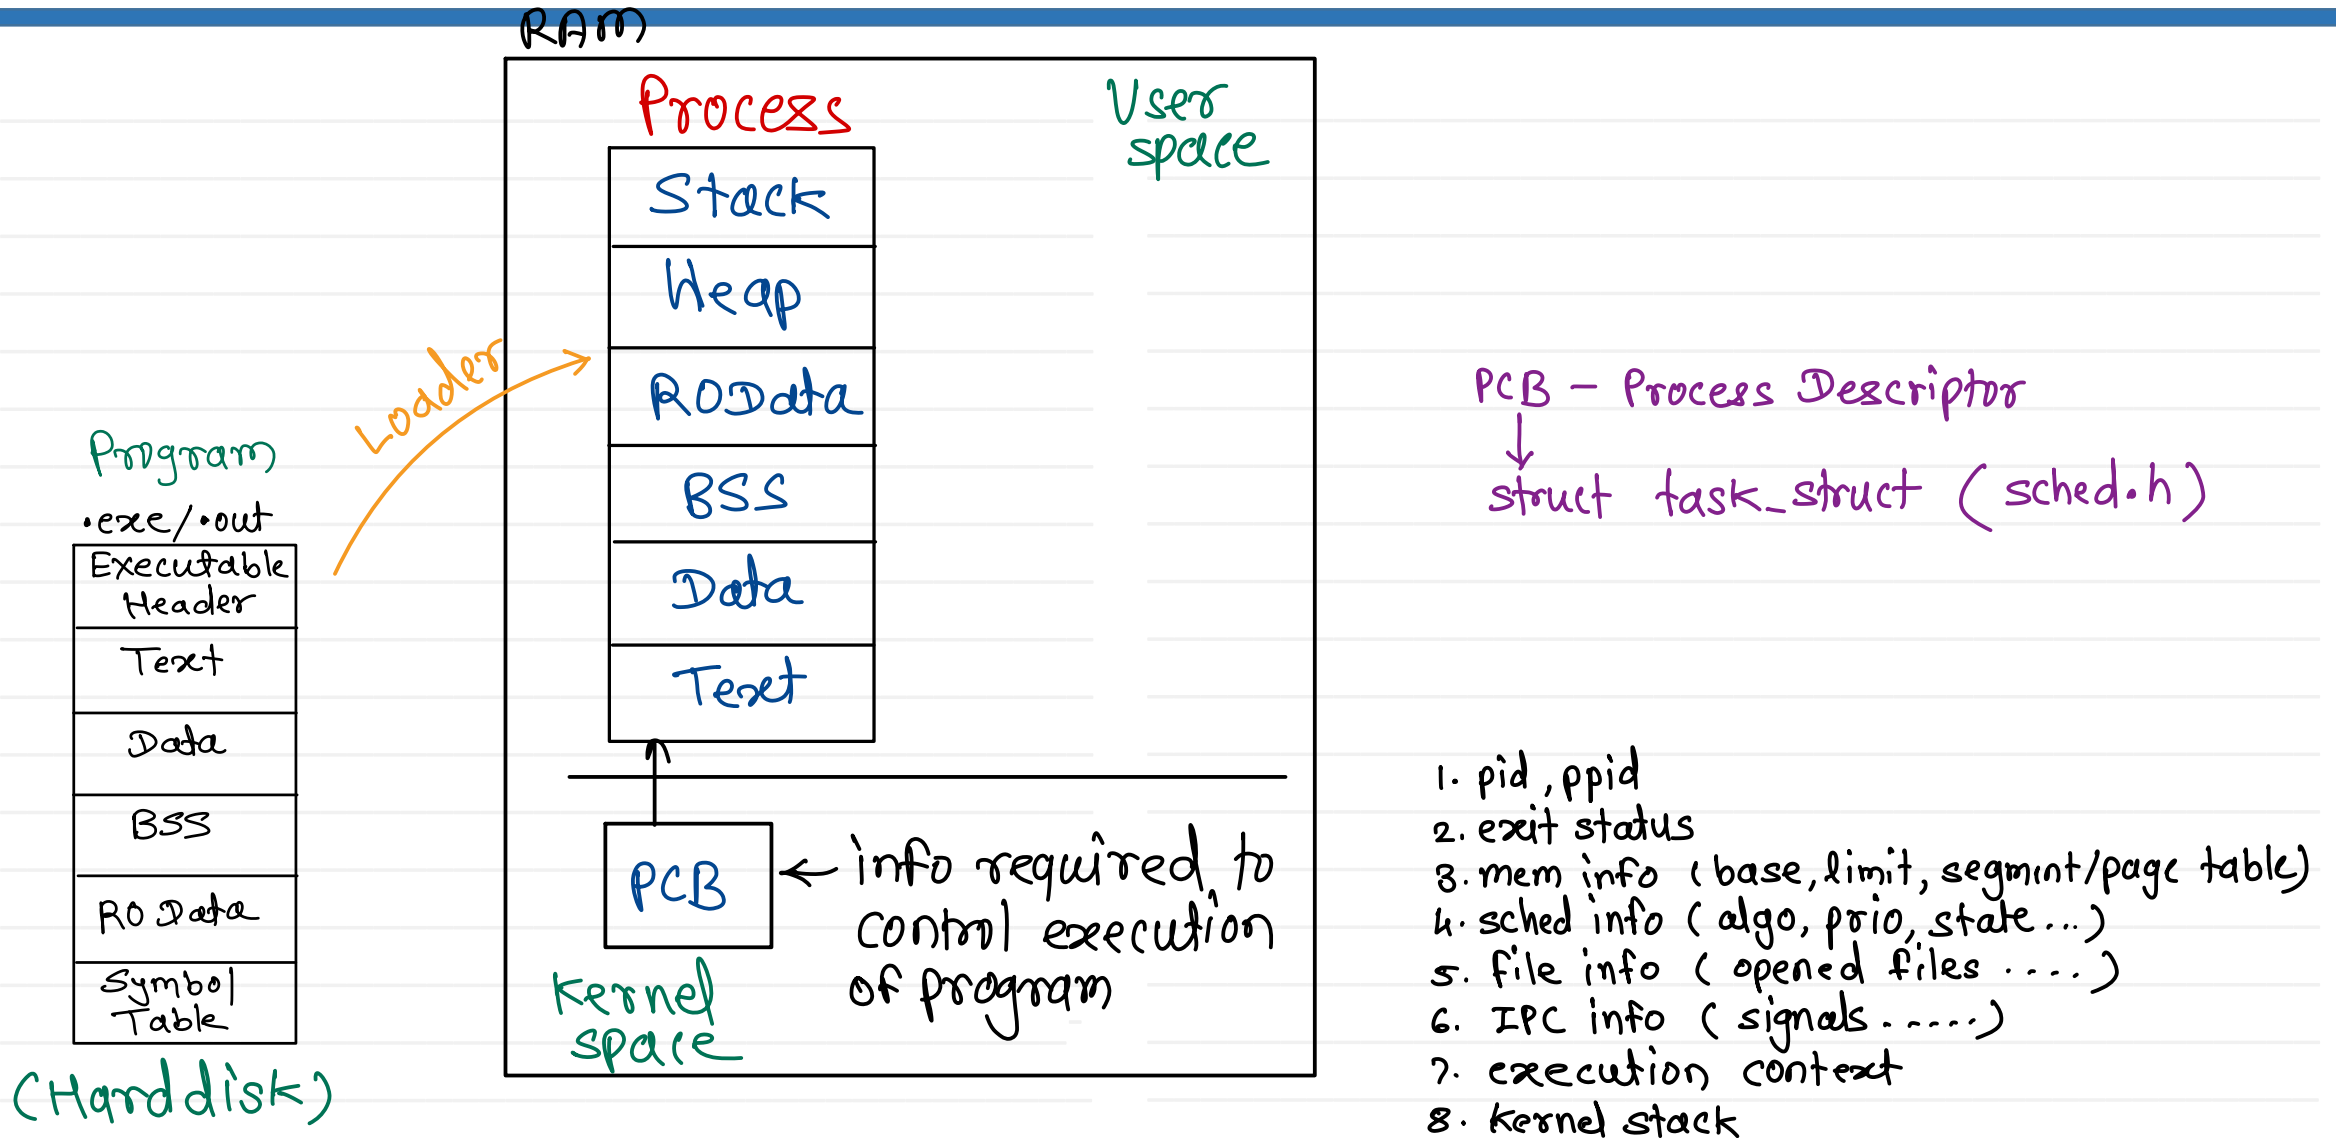 RAM
Process
User
space
Stack
Heap
RODATA
BSS
Data
Text
Loader
Program
.exe/.out
Executable
Header
Text
Data
BSS
RO Data
Symbol
Table
(Harddisk)
PCB
Kernel
space
info required to
control execution
of program
PCB – Process Descriptor
struct task_struct (sched.h)
1. pid, ppid
2. exit status
3. mem info (base, limit, segment/page table)
4. sched info (algo, prio, state...)
5. file info (opened files ....)
6. IPC info (signals .....)
7. execution context
8. kernel stack